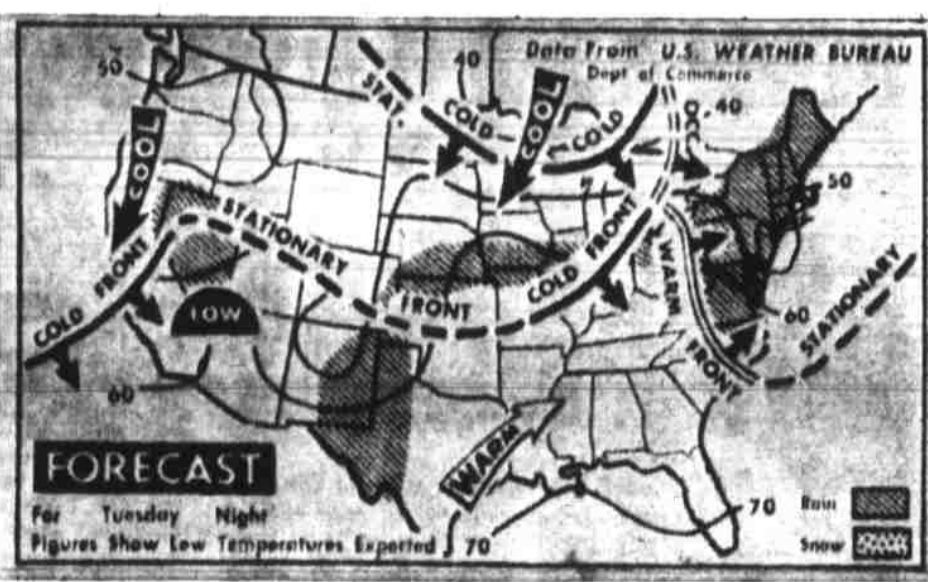 Data From U.S. WEATHER BUREAU
Dept of Commerce
50
40
STAT.
COLD
COOL
COLD
OCC.
40
COOL
50
STATIONARY
COLD FRONT
FRONT
COLD FRONT
WARM
FRONT
STATIONARY
LOW
60
60
WARM
FORECAST
For Tuesday Night
Figures Show Low Temperatures Expected
70
70
Rain
Snow